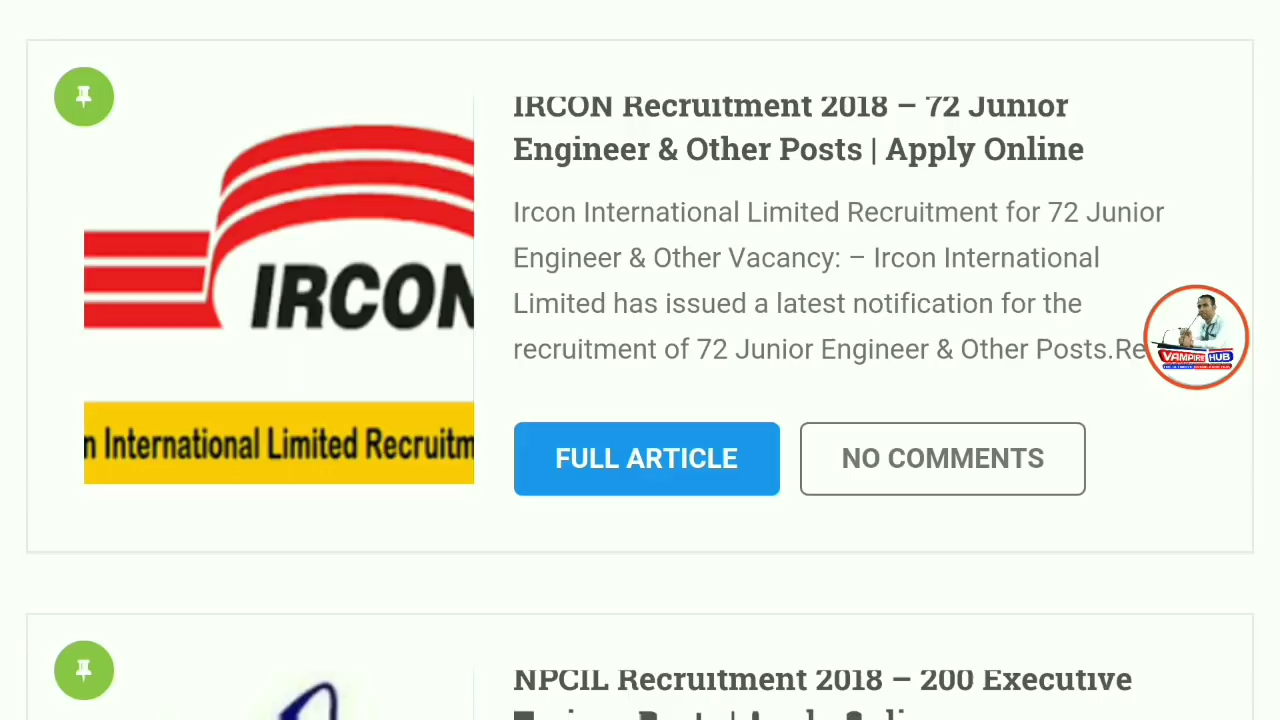 IRCON Recruitment 2018 – 72 Junior
Engineer & Other Posts | Apply Online
Ircon International Limited Recruitment for 72 Junior
Engineer & Other Vacancy: – Ircon International
Limited has issued a latest notification for the
recruitment of 72 Junior Engineer & Other Posts.Re
IRCON
n International Limited Recruitm
FULL ARTICLE
NO COMMENTS
VAMPIRE HUB
NPCIL Recruitment 2018 – 200 Executive